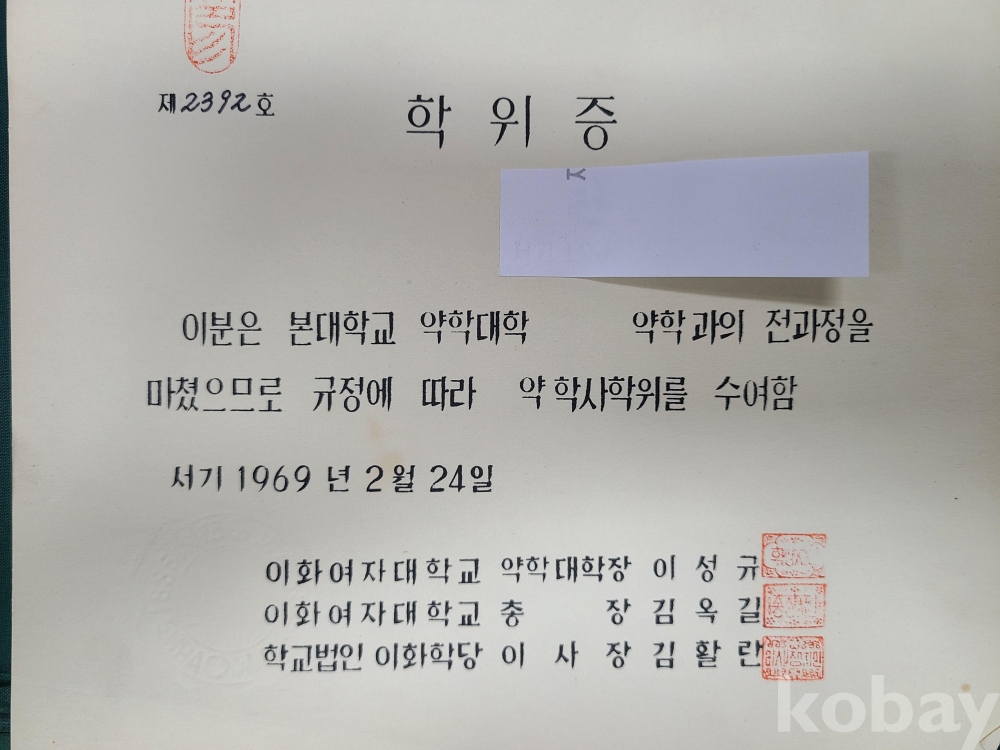 제2392호
학 위 증
Y
이분은 본대학교 약학대학 약학과의 전과정을
마쳤으므로 규정에 따라 약학사학위를 수여함
서기 1969 년 2월 24일
이화여자대학교 약학대학장 이 성 규
이화여자대학교 총 장 김 옥 길
학교법인 이화학당 이 사 장 김 활 란
kobay